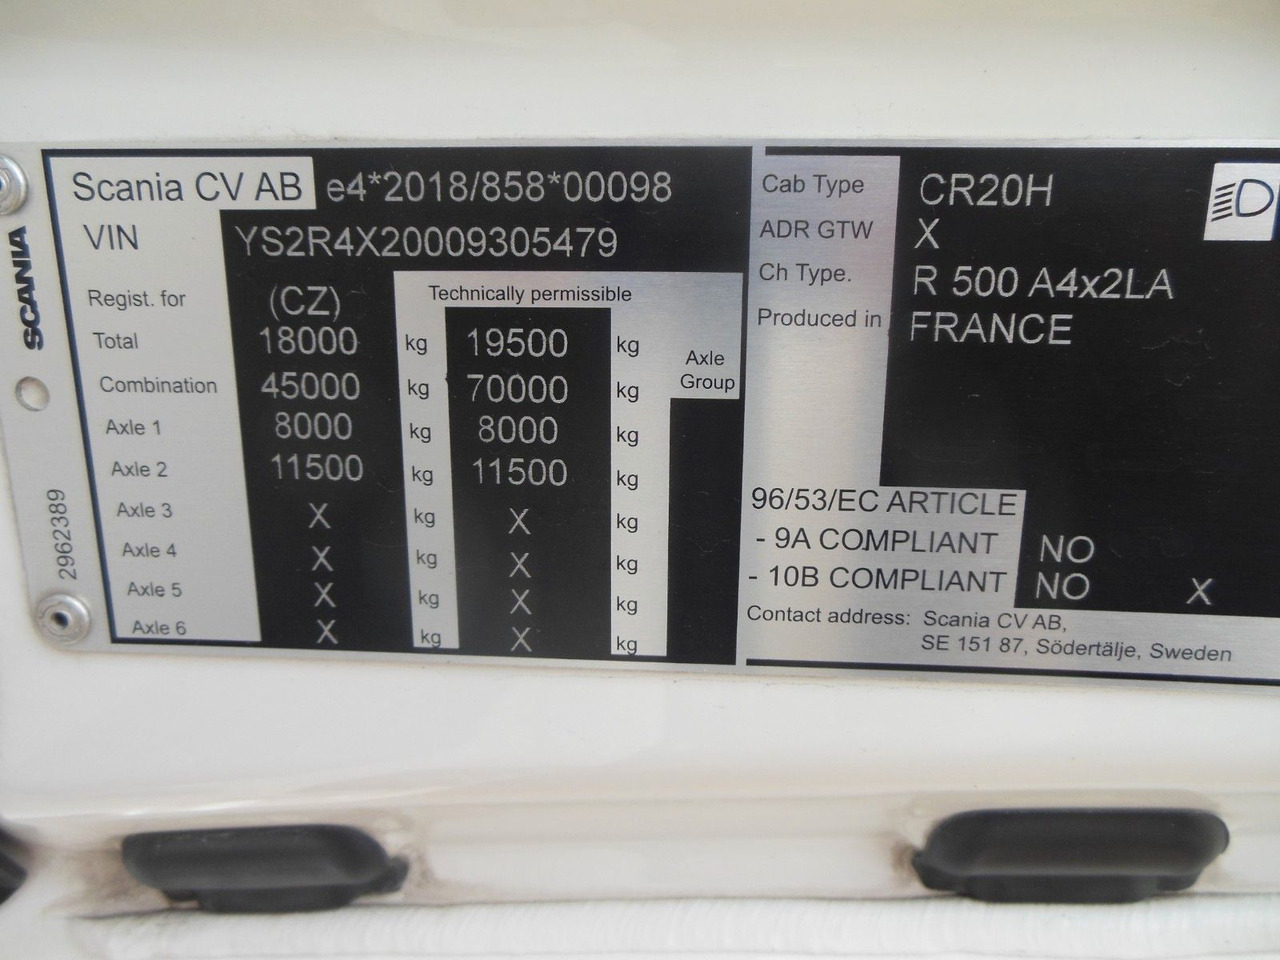 SCANIA
2962389
Scania CV AB e4*2018/858*00098
VIN YS2R4X20009305479
Regist. for (CZ) Technically permissible
Total 18000 kg 19500 kg Axle Group
Combination 45000 kg 70000 kg
Axle 1 8000 kg 8000 kg
Axle 2 11500 kg 11500 kg
Axle 3 X kg X kg
Axle 4 X kg X kg
Axle 5 X kg X kg
Axle 6 X kg X kg
Cab Type CR20H
ADR GTW X
Ch Type. R 500 A4x2LA
Produced in FRANCE
96/53/EC ARTICLE
- 9A COMPLIANT NO
- 10B COMPLIANT NO X
Contact address: Scania CV AB,
SE 151 87, Södertälje, Sweden